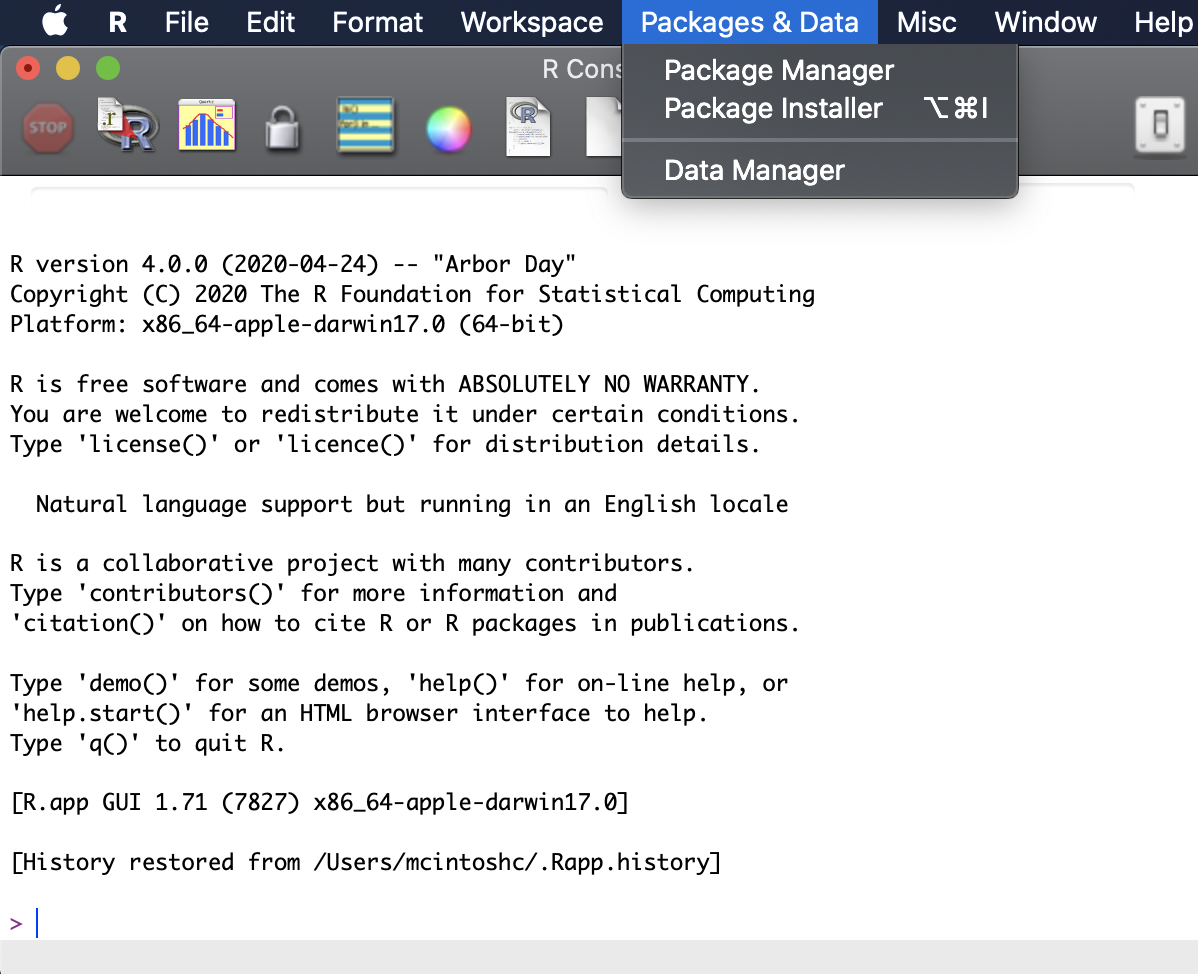 R File Edit Format Workspace Packages & Data Misc Window Help
R Cons
Package Manager
Package Installer ⌥⌘I
Data Manager
STOP
R version 4.0.0 (2020-04-24) -- "Arbor Day"
Copyright (C) 2020 The R Foundation for Statistical Computing
Platform: x86_64-apple-darwin17.0 (64-bit)
R is free software and comes with ABSOLUTELY NO WARRANTY.
You are welcome to redistribute it under certain conditions.
Type 'license()' or 'licence()' for distribution details.
Natural language support but running in an English locale
R is a collaborative project with many contributors.
Type 'contributors()' for more information and
'citation()' on how to cite R or R packages in publications.
Type 'demo()' for some demos, 'help()' for on-line help, or
'help.start()' for an HTML browser interface to help.
Type 'q()' to quit R.
[R.app GUI 1.71 (7827) x86_64-apple-darwin17.0]
[History restored from /Users/mcintoshc/.Rapp.history]
>